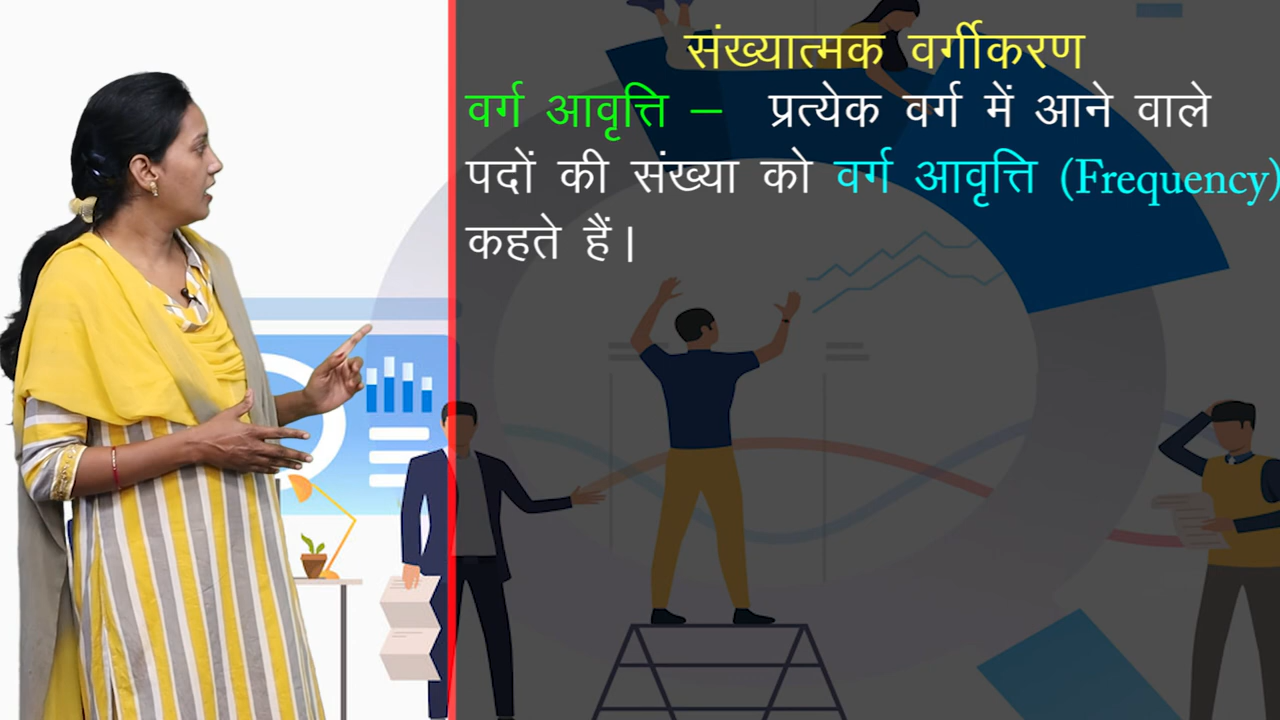 संख्यात्मक वर्गीकरण
वर्ग आवृत्ति – प्रत्येक वर्ग में आने वाले
पदों की संख्या को वर्ग आवृत्ति (Frequency)
कहते हैं।